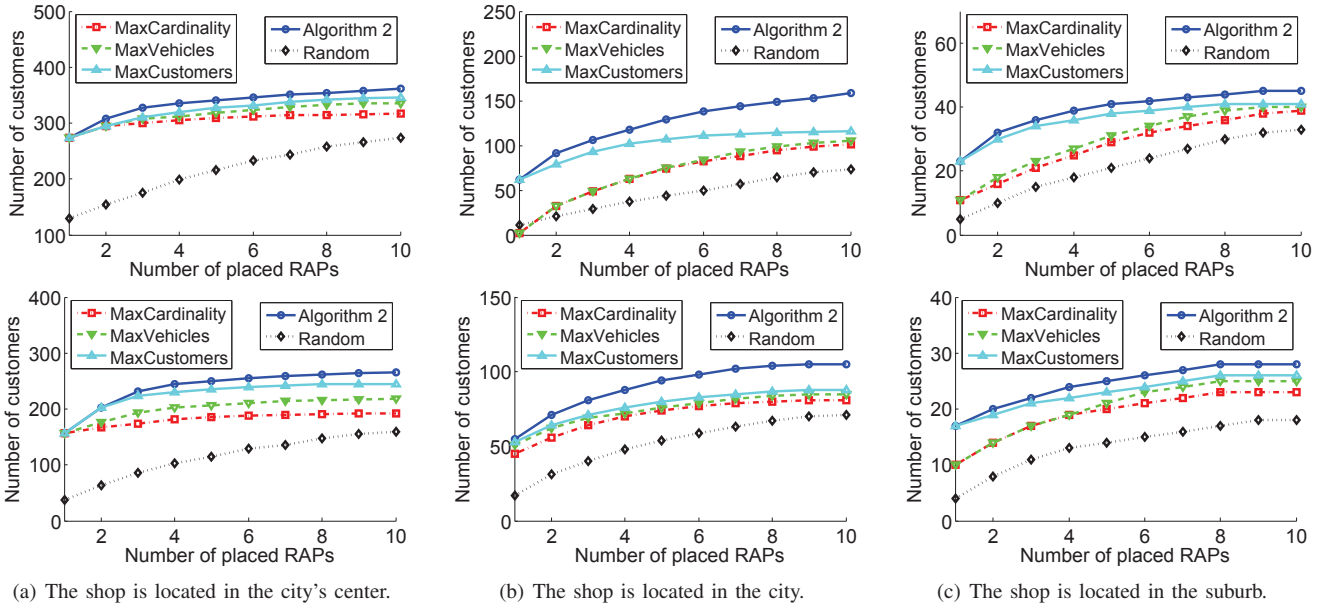 MaxCardinality
MaxVehicles
MaxCustomers
Algorithm 2
Random
Number of customers
500
400
300
200
100
2 4 6 8 10
Number of placed RAPs
MaxCardinality
MaxVehicles
MaxCustomers
Algorithm 2
Random
Number of customers
250
200
150
100
50
0
2 4 6 8 10
Number of placed RAPs
MaxCardinality
MaxVehicles
MaxCustomers
Algorithm 2
Random
Number of customers
60
40
20
0
2 4 6 8 10
Number of placed RAPs
MaxCardinality
MaxVehicles
MaxCustomers
Algorithm 2
Random
Number of customers
400
300
200
100
0
2 4 6 8 10
Number of placed RAPs
MaxCardinality
MaxVehicles
MaxCustomers
Algorithm 2
Random
Number of customers
150
100
50
0
2 4 6 8 10
Number of placed RAPs
MaxCardinality
MaxVehicles
MaxCustomers
Algorithm 2
Random
Number of customers
40
30
20
10
0
2 4 6 8 10
Number of placed RAPs
(a) The shop is located in the city's center.
(b) The shop is located in the city.
(c) The shop is located in the suburb.